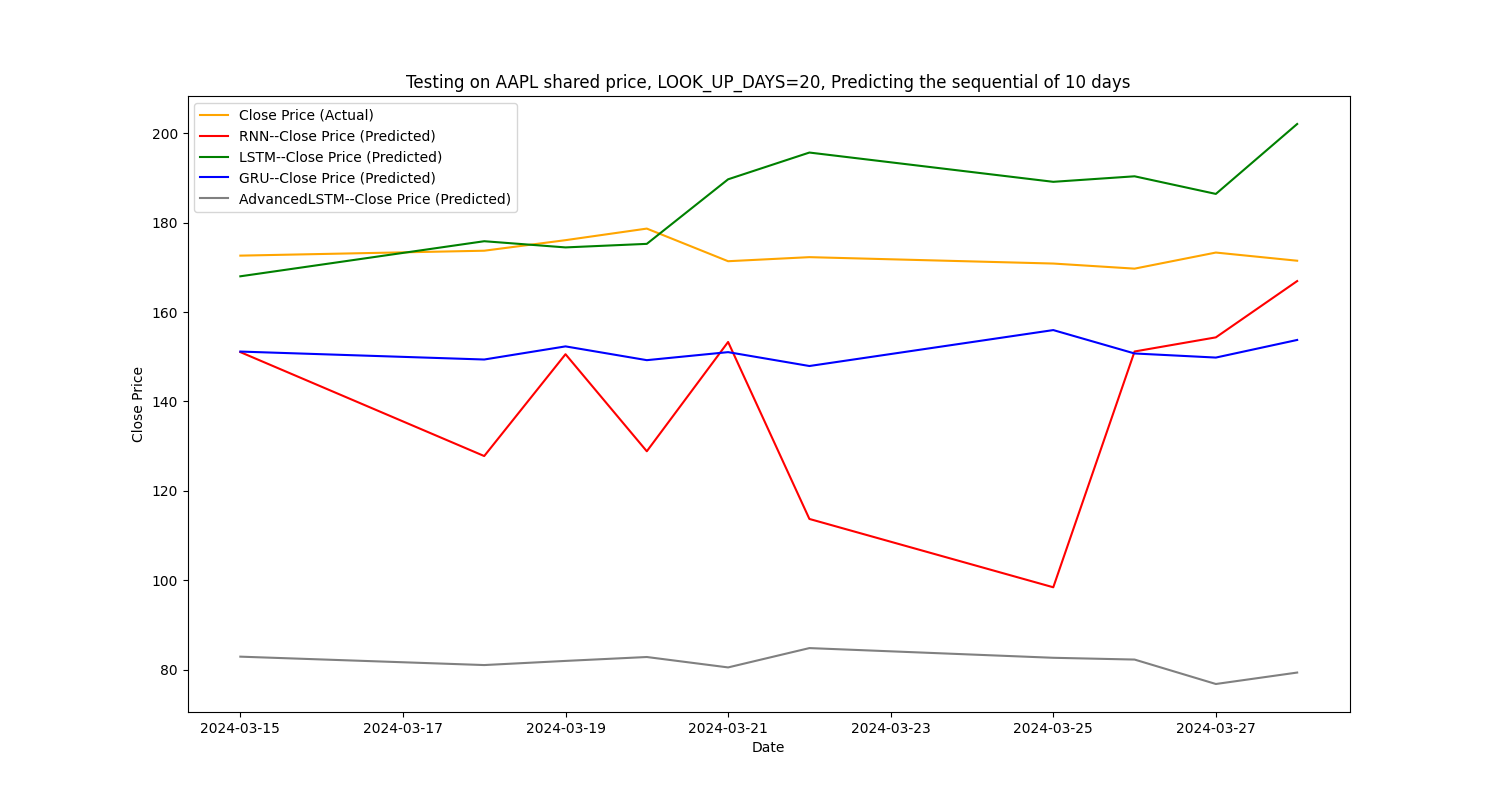 Testing on AAPL shared price, LOOK_UP_DAYS=20, Predicting the sequential of 10 days
Close Price (Actual)
RNN--Close Price (Predicted)
LSTM--Close Price (Predicted)
GRU--Close Price (Predicted)
AdvancedLSTM--Close Price (Predicted)
200
180
160
140
120
100
80
Close Price
2024-03-15 2024-03-17 2024-03-19 2024-03-21 2024-03-23 2024-03-25 2024-03-27
Date